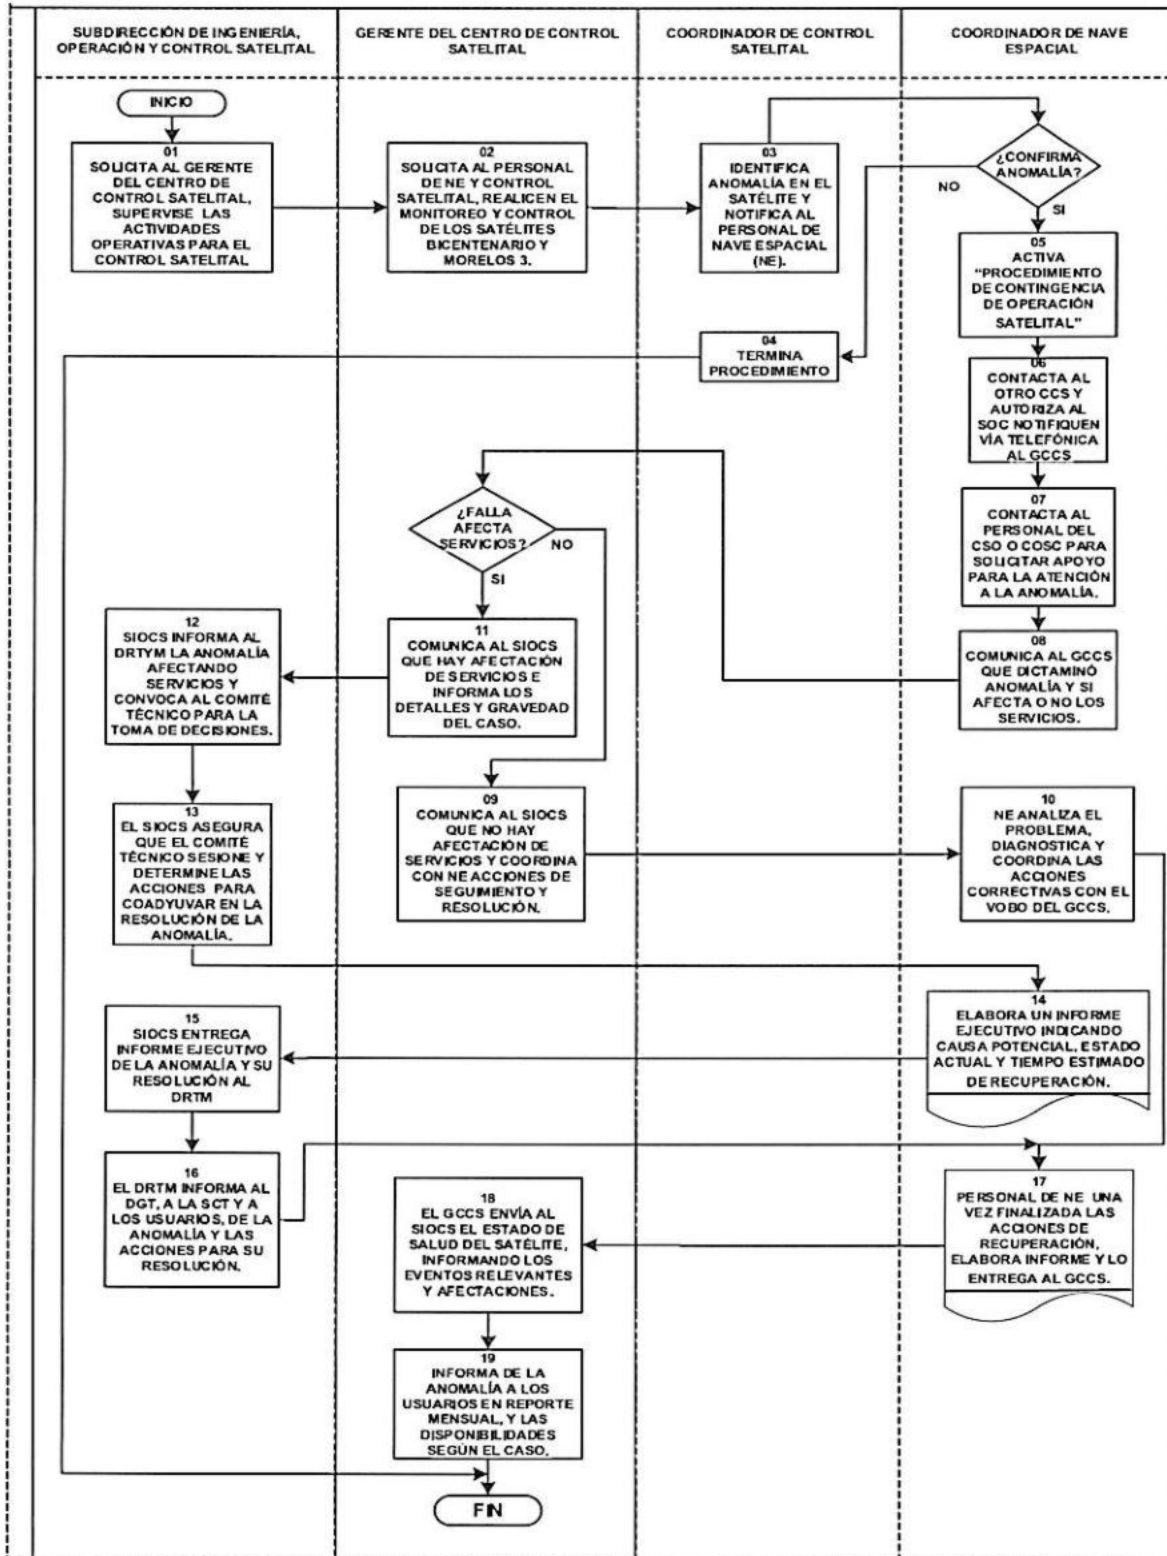 SUBDIRECCIÓN DE INGENIERÍA,
OPERACIÓN Y CONTROL SATELITAL
GERENTE DEL CENTRO DE CONTROL
SATELITAL
COORDINADOR DE CONTROL
SATELITAL
COORDINADOR DE NAVE
ESPACIAL
INICIO
01
SOLICITA AL GERENTE
DEL CENTRO DE
CONTROL SATELITAL,
SUPERVISE LAS
ACTIVIDADES
OPERATIVAS PARA EL
CONTROL SATELITAL
02
SOLICITA AL PERSONAL
DE NE Y CONTROL
SATELITAL, REALICEN EL
MONITOREO Y CONTROL
DE LOS SATÉLITES
BICENTENARIO Y
MORELOS 3.
03
IDENTIFICA
ANOMALÍA EN EL
SATÉLITE Y
NOTIFICA AL
PERSONAL DE
NAVE ESPACIAL
(NE).
¿CONFIRMA
ANOMALÍA?
NO
SI
04
TERMINA
PROCEDIMIENTO
05
ACTIVA
"PROCEDIMIENTO
DE CONTINGENCIA
DE OPERACIÓN
SATELITAL"
06
CONTACTA AL
OTRO CCS Y
AUTORIZA AL
SOC NOTIFIQUEN
VÍA TELEFÓNICA
AL GCCS
07
CONTACTA AL
PERSONAL DEL
CSO O COSC PARA
SOLICITAR APOYO
PARA LA ATENCIÓN
A LA ANOMALÍA.
08
COMUNICA AL GCCS
QUE DICTAMINÓ
ANOMALÍA Y SI
AFECTA O NO LOS
SERVICIOS.
¿FALLA
AFECTA
SERVICIOS?
NO
SI
11
COMUNICA AL SIOCS
QUE HAY AFECTACIÓN
DE SERVICIOS E
INFORMA LOS
DETALLES Y GRAVEDAD
DEL CASO.
12
SIOCS INFORMA AL
DRTYM LA ANOMALÍA
AFECTANDO
SERVICIOS Y
CONVOCA AL COMITÉ
TÉCNICO PARA LA
TOMA DE DECISIONES.
13
EL SIOCS ASEGURA
QUE EL COMITÉ
TÉCNICO SESIONE Y
DETERMINE LAS
ACCIONES PARA
COADYUVAR EN LA
RESOLUCIÓN DE LA
ANOMALÍA.
09
COMUNICA AL SIOCS
QUE NO HAY
AFECTACIÓN DE
SERVICIOS Y COORDINA
CON NE ACCIONES DE
SEGUIMIENTO Y
RESOLUCIÓN.
10
NE ANALIZA EL
PROBLEMA,
DIAGNOSTICA Y
COORDINA LAS
ACCIONES
CORRECTIVAS CON EL
VOBO DEL GCCS.
14
ELABORA UN INFORME
EJECUTIVO INDICANDO
CAUSA POTENCIAL, ESTADO
ACTUAL Y TIEMPO ESTIMADO
DE RECUPERACIÓN.
15
SIOCS ENTREGA
INFORME EJECUTIVO
DE LA ANOMALÍA Y SU
RESOLUCIÓN AL
DRTM
16
EL DRTM INFORMA AL
DGT, A LA SCT Y A
LOS USUARIOS, DE LA
ANOMALÍA Y LAS
ACCIONES PARA SU
RESOLUCIÓN.
17
PERSONAL DE NE UNA
VEZ FINALIZADA LAS
ACCIONES DE
RECUPERACIÓN,
ELABORA INFORME Y LO
ENTREGA AL GCCS.
18
EL GCCS ENVÍA AL
SIOCS EL ESTADO DE
SALUD DEL SATÉLITE,
INFORMANDO LOS
EVENTOS RELEVANTES
Y AFECTACIONES.
19
INFORMA DE LA
ANOMALÍA A LOS
USUARIOS EN REPORTE
MENSUAL, Y LAS
DISPONIBILIDADES
SEGÚN EL CASO.
FIN